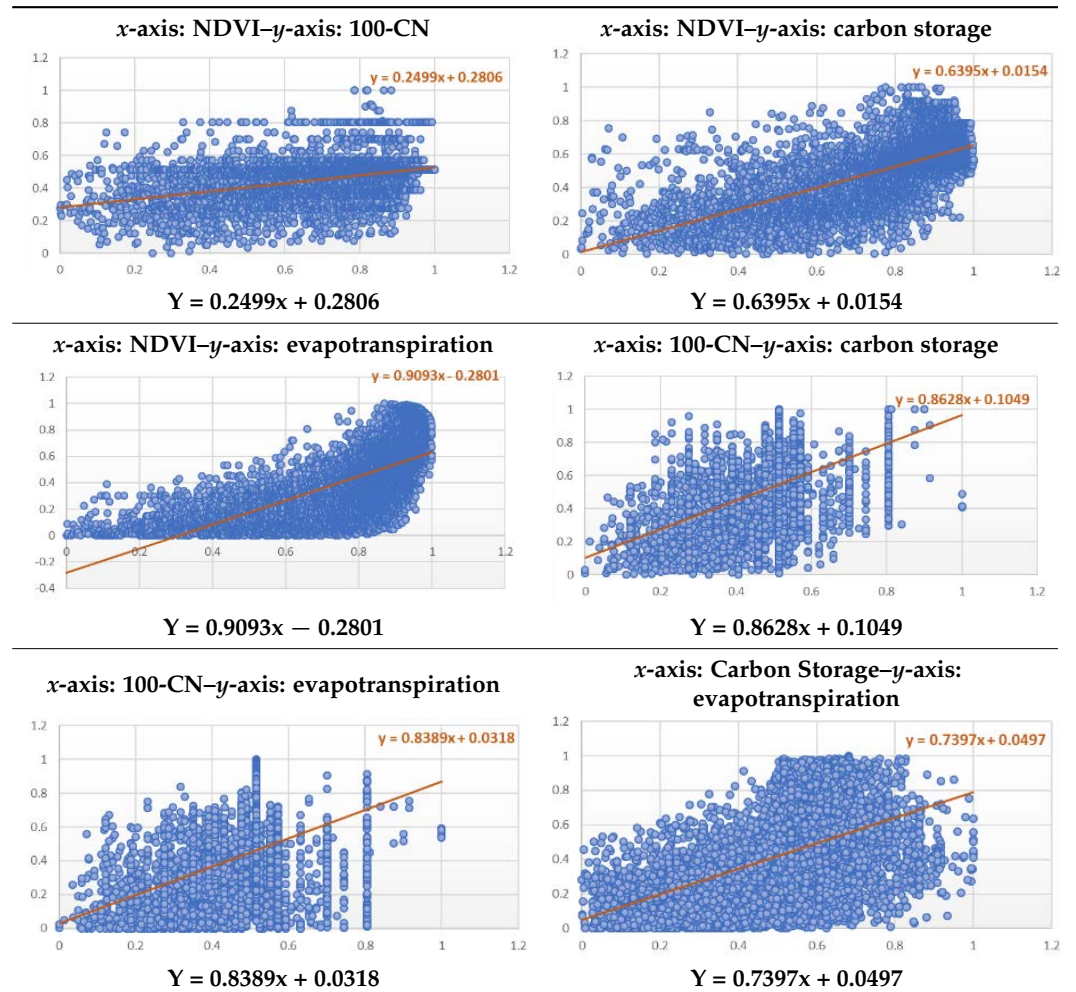 x-axis: NDVI–y-axis: 100-CN
1.2
1
0.8
0.6
0.4
0.2
0
y = 0.2499x + 0.2806
0 0.2 0.4 0.6 0.8 1 1.2
Y = 0.2499x + 0.2806
x-axis: NDVI–y-axis: carbon storage
1.2
1
0.8
0.6
0.4
0.2
0
y = 0.6395x + 0.0154
0 0.2 0.4 0.6 0.8 1 1.2
Y = 0.6395x + 0.0154
x-axis: NDVI–y-axis: evapotranspiration
1.2
1
0.8
0.6
0.4
0.2
0
-0.2
-0.4
y = 0.9093x - 0.2801
0 0.2 0.4 0.6 0.8 1 1.2
Y = 0.9093x — 0.2801
x-axis: 100-CN–y-axis: carbon storage
1.2
1
0.8
0.6
0.4
0.2
0
y = 0.8628x + 0.1049
0 0.2 0.4 0.6 0.8 1 1.2
Y = 0.8628x + 0.1049
x-axis: 100-CN–y-axis: evapotranspiration
1.2
1
0.8
0.6
0.4
0.2
0
y = 0.8389x + 0.0318
0 0.2 0.4 0.6 0.8 1 1.2
Y = 0.8389x + 0.0318
x-axis: Carbon Storage–y-axis:
evapotranspiration
1.2
1
0.8
0.6
0.4
0.2
0
y = 0.7397x + 0.0497
0 0.2 0.4 0.6 0.8 1 1.2
Y = 0.7397x + 0.0497